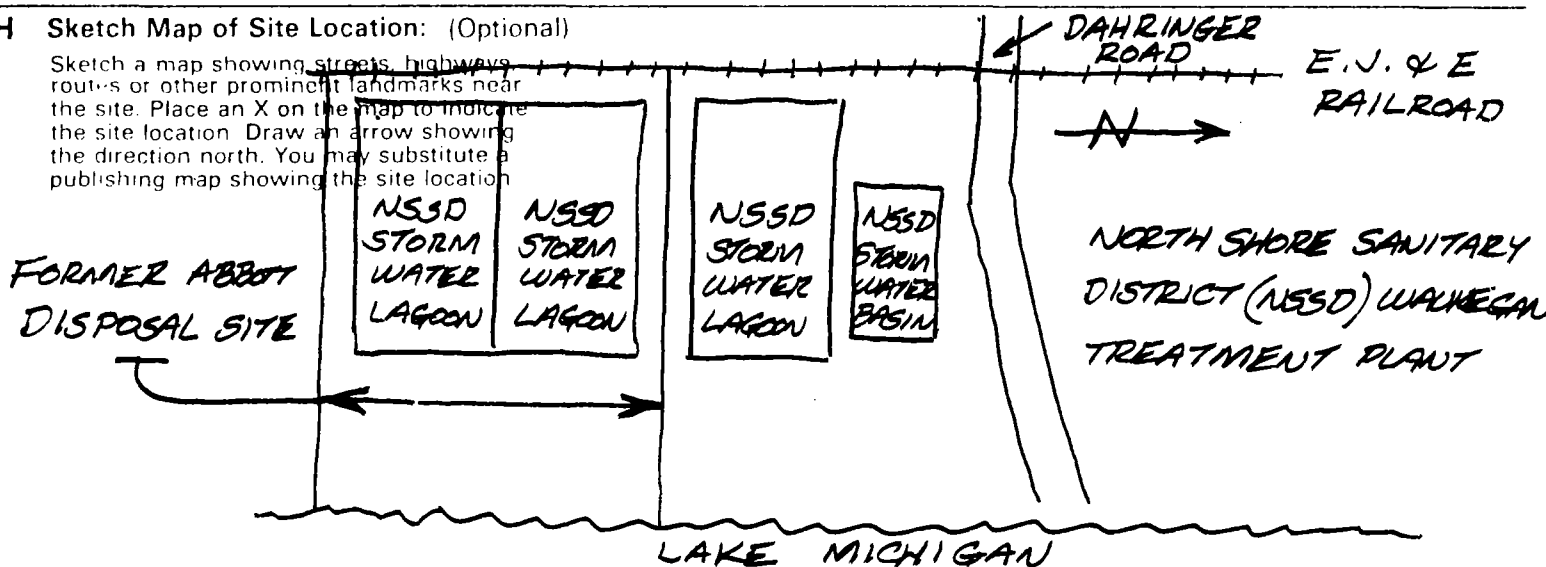 H Sketch Map of Site Location: (Optional)
Sketch a map showing streets, highways,
routes or other prominent landmarks near
the site. Place an X on the map to indicate
the site location. Draw an arrow showing
the direction north. You may substitute a
publishing map showing the site location
DAHRINGER
ROAD
E.J. & E
RAILROAD
N
NSSD
STORM
WATER
LAGOON
NSSD
STORM
WATER
LAGOON
NSSD
STORM
WATER
LAGOON
NSSD
STORM
WATER
BASIN
NORTH SHORE SANITARY
DISTRICT (NSSD) WAUKEGAN
TREATMENT PLANT
FORMER ABBOTT
DISPOSAL SITE
LAKE MICHIGAN